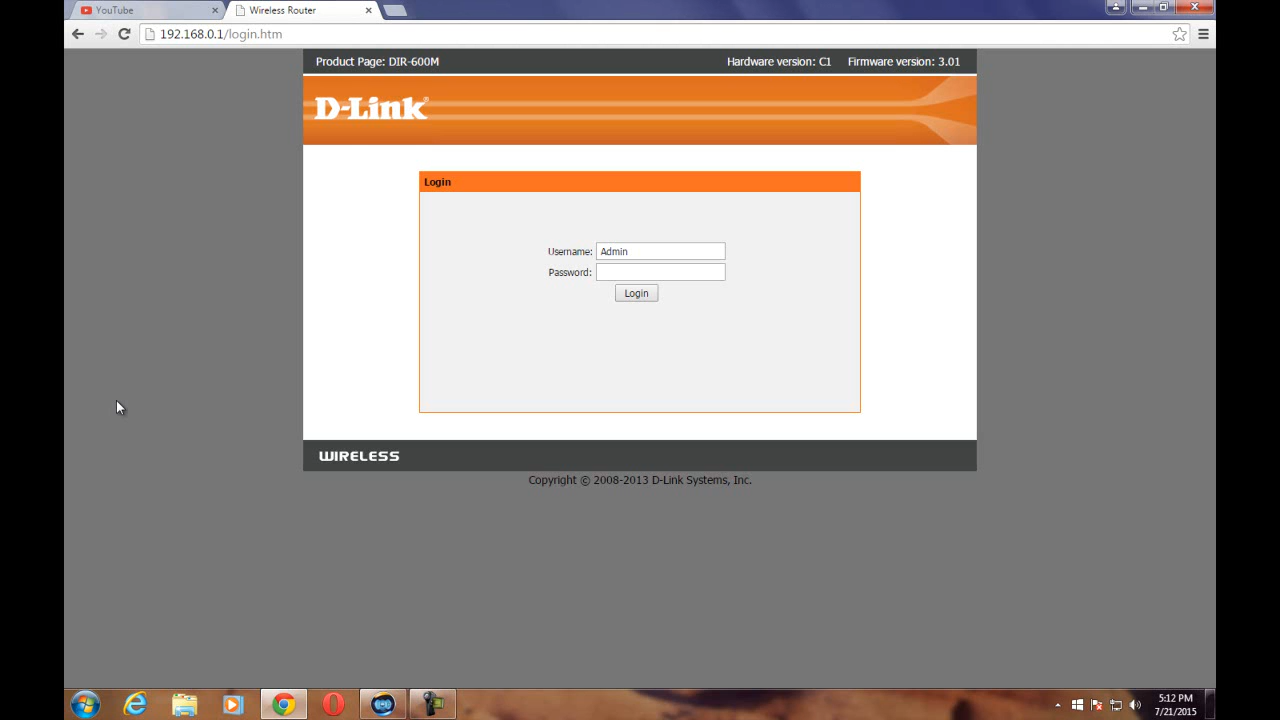 YouTube
Wireless Router
192.168.0.1/login.htm
Product Page: DIR-600M Hardware version: C1 Firmware version: 3.01
D-Link®
Login
Username: Admin
Password:
Login
WIRELESS
Copyright © 2008-2013 D-Link Systems, Inc.
5:12 PM
7/21/2015